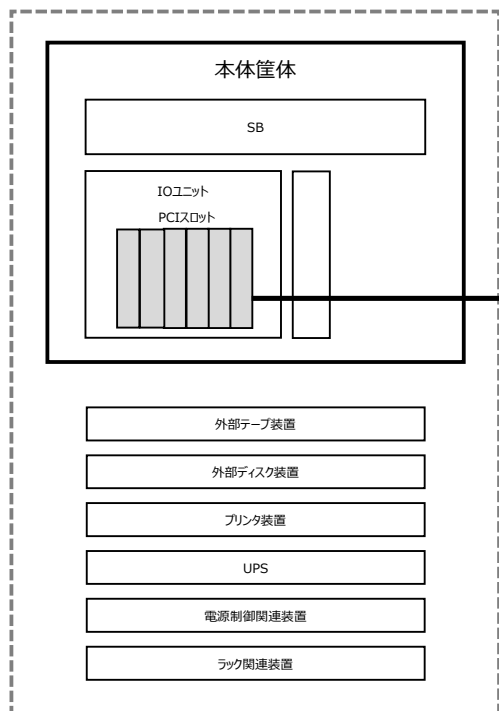 本体筐体
SB
IOユニット
PCIスロット
外部テープ装置
外部ディスク装置
プリンタ装置
UPS
電源制御関連装置
ラック関連装置